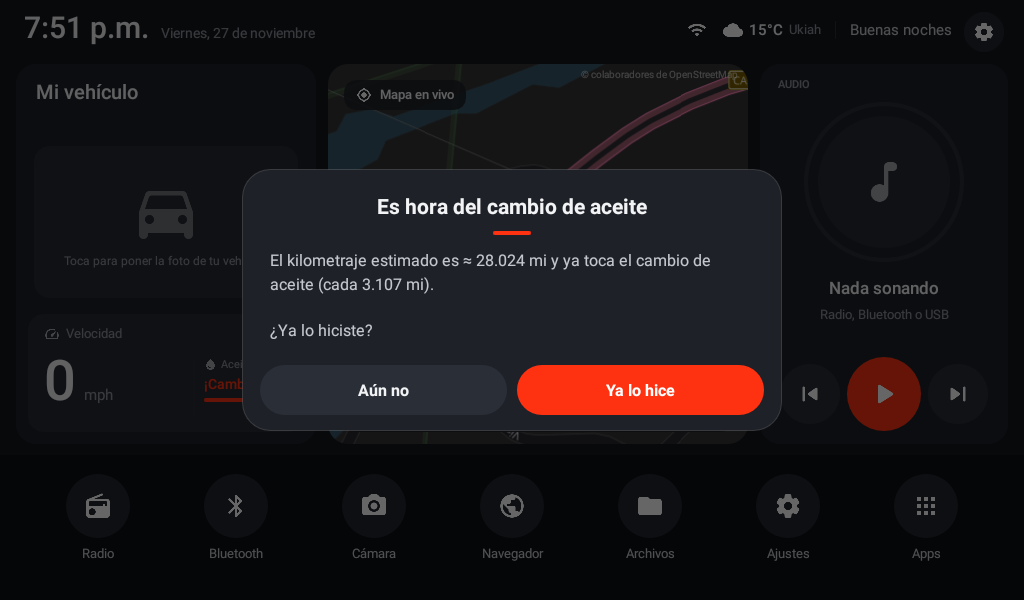 7:51 p.m. Viernes, 27 de noviembre
15°C Ukiah Buenas noches
Mi vehículo
© colaboradores de OpenStreetMap
CA
Mapa en vivo
AUDIO
Toca para poner la foto de tu veh
Es hora del cambio de aceite
El kilometraje estimado es ≈ 28.024 mi y ya toca el cambio de
aceite (cada 3.107 mi).
¿Ya lo hiciste?
Aún no
Ya lo hice
Nada sonando
Radio, Bluetooth o USB
Velocidad
0 mph
Acei
¡Camb
Radio
Bluetooth
Cámara
Navegador
Archivos
Ajustes
Apps